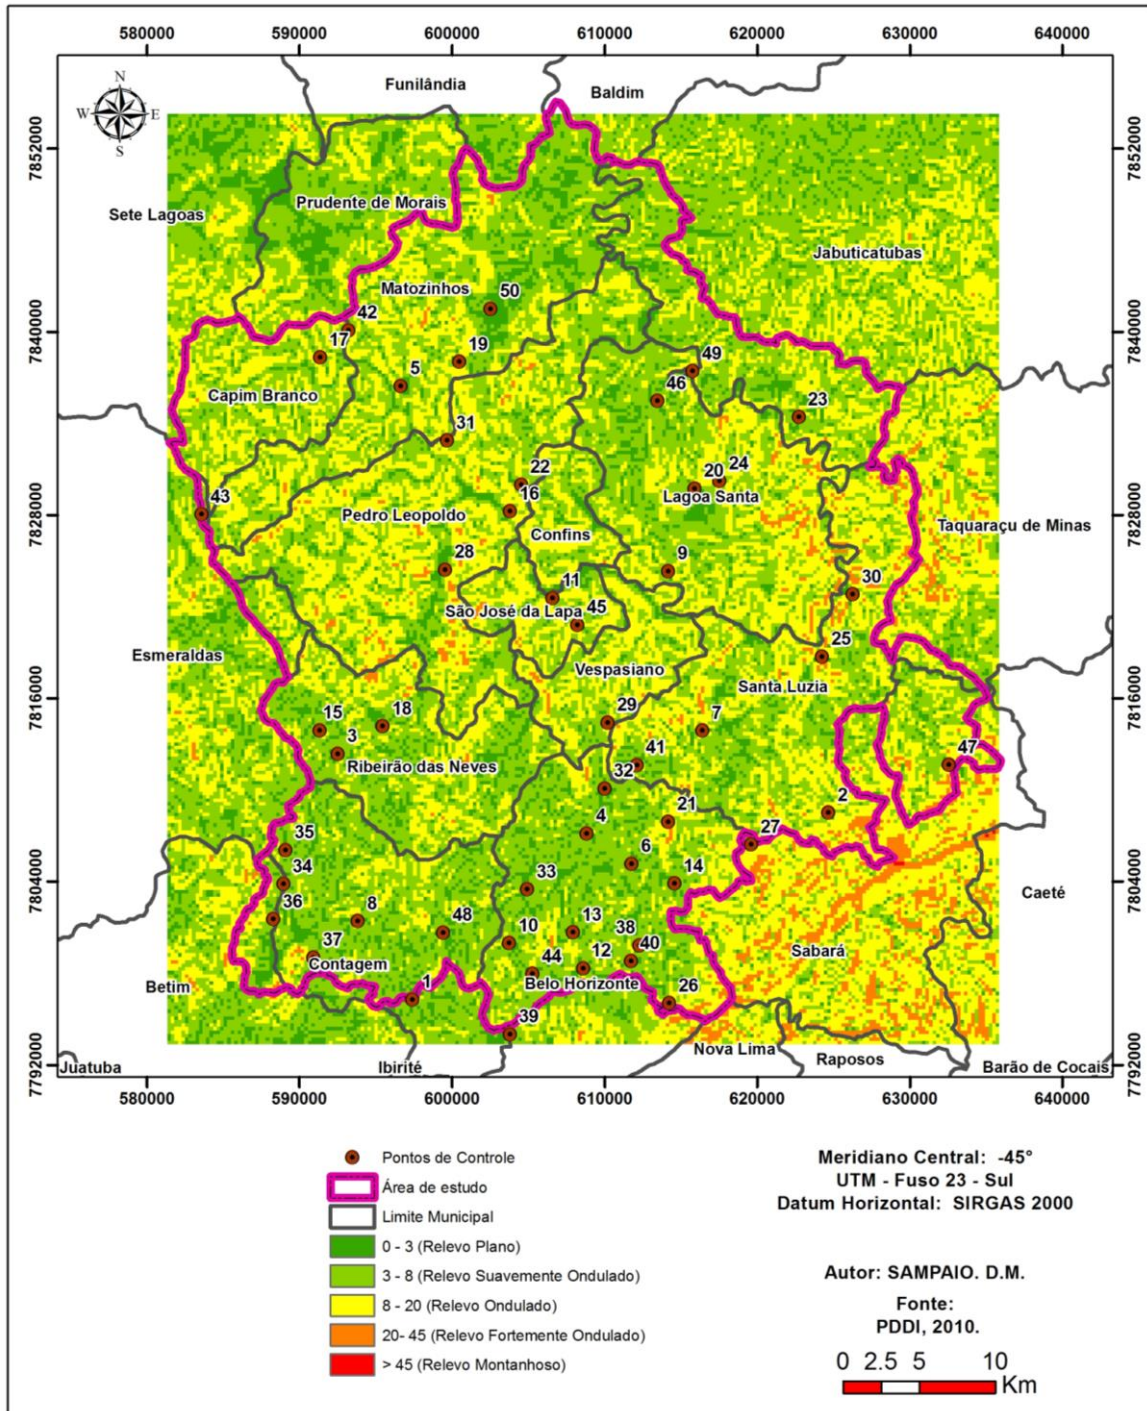 580000 590000 600000 610000 620000 630000 640000
N
W E
S
Funilândia
Baldim
7852000 7852000
Prudente de Morais
Sete Lagoas
Jabuticatubas
Matozinhos
50
42
7840000 7840000
17
19
49
5
46
Capim Branco
23
31
22
20 24
16
Lagoa Santa
43
7828000 7828000
Pedro Leopoldo
Taquaraçu de Minas
Confins
28
9
30
11
São José da Lapa 45
25
Esmeraldas
Vespasiano
Santa Luzia
7816000 7816000
15 18
29
7
3
41
47
Ribeirão das Neves
32
21
2
4
27
35
6
34
14
7804000 7804000
33
Caeté
36
8
48
10
13
38
40
Sabará
37
Contagem
44
12
Belo Horizonte
Betim
1
26
39
Nova Lima
Raposos
7792000 7792000
Juatuba
Ibirité
Barão de Cocais
580000 590000 600000 610000 620000 630000 640000
Pontos de Controle
Área de estudo
Limite Municipal
0 - 3 (Relevo Plano)
3 - 8 (Relevo Suavemente Ondulado)
8 - 20 (Relevo Ondulado)
20- 45 (Relevo Fortemente Ondulado)
> 45 (Relevo Montanhoso)
Meridiano Central: -45°
UTM - Fuso 23 - Sul
Datum Horizontal: SIRGAS 2000
Autor: SAMPAIO. D.M.
Fonte:
PDDI, 2010.
0 2.5 5 10
Km